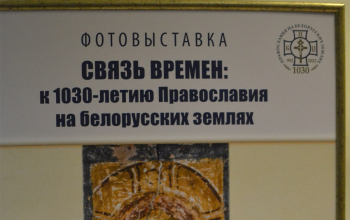 ФОТОВЫСТАВКА
СВЯЗЬ ВРЕМЕН:
к 1030-летию Православия
на белорусских землях
1030